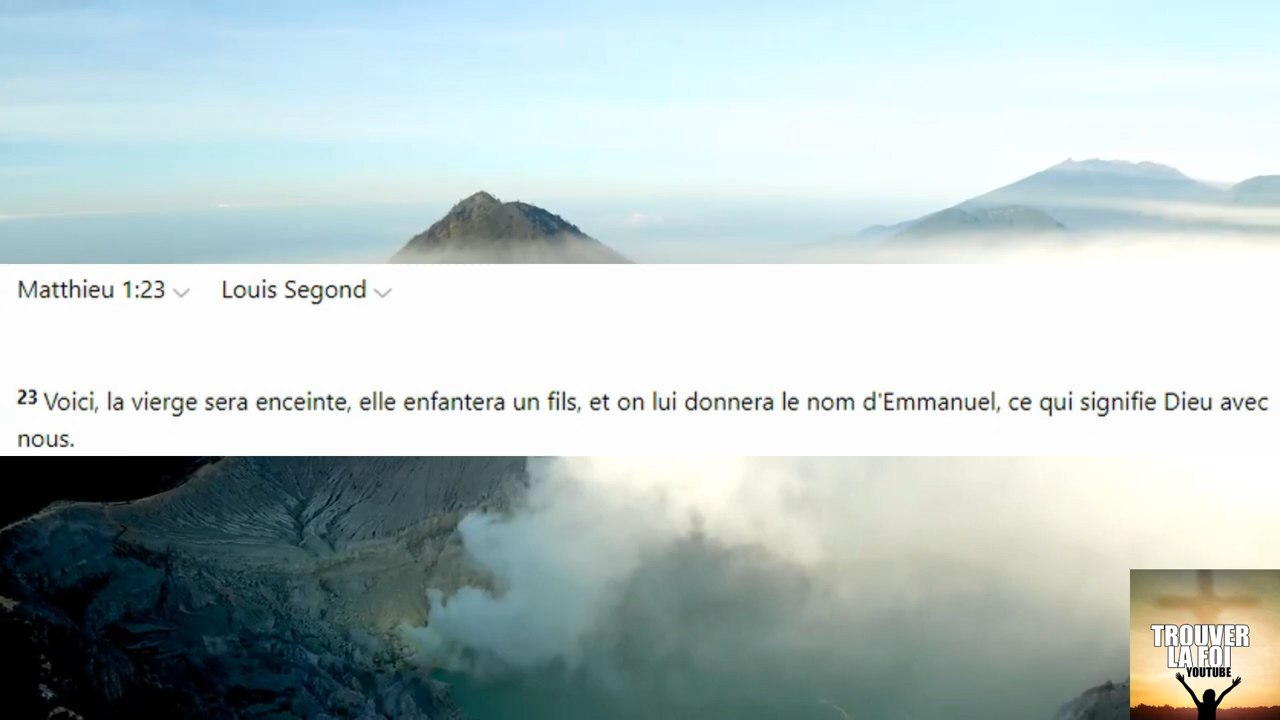 Matthieu 1:23 Louis Segond
23 Voici, la vierge sera enceinte, elle enfantera un fils, et on lui donnera le nom d'Emmanuel, ce qui signifie Dieu avec
nous.
TROUVER
LA FOI
YOUTUBE